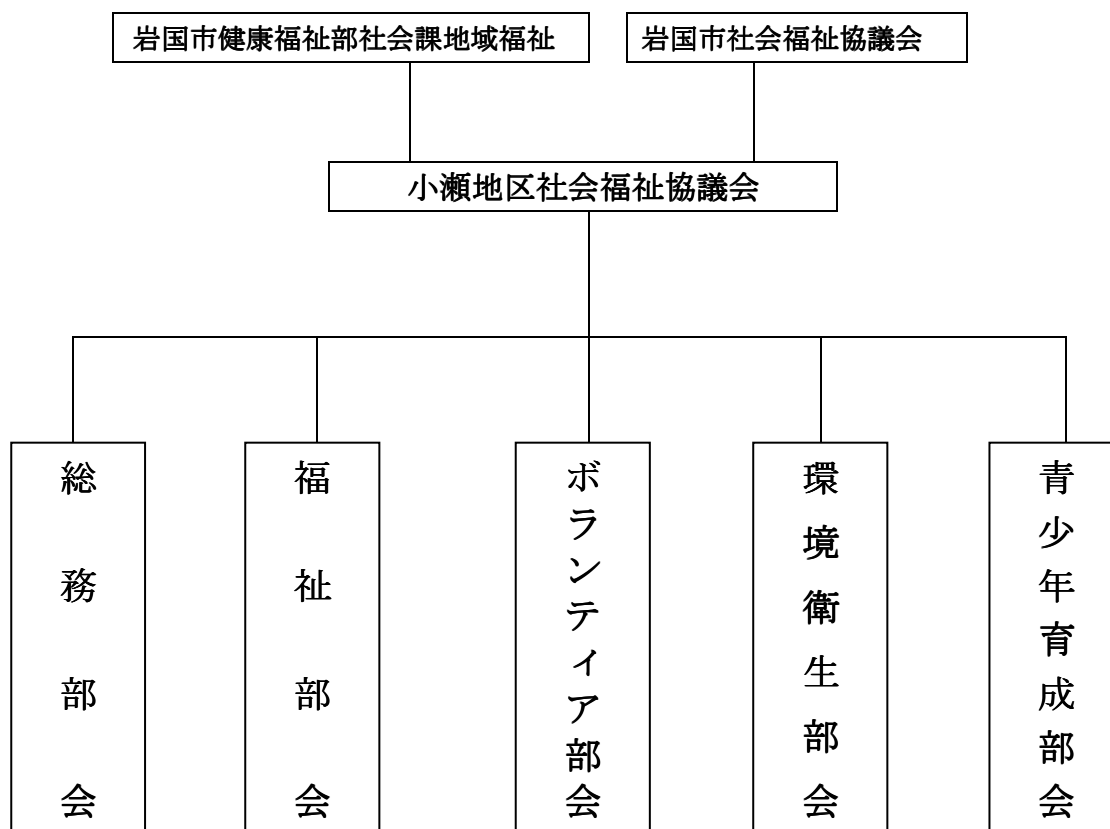 岩国市健康福祉部社会課地域福祉
岩国市社会福祉協議会
小瀬地区社会福祉協議会
総務部会
福祉部会
ボランティア部会
環境衛生部会
青少年育成部会